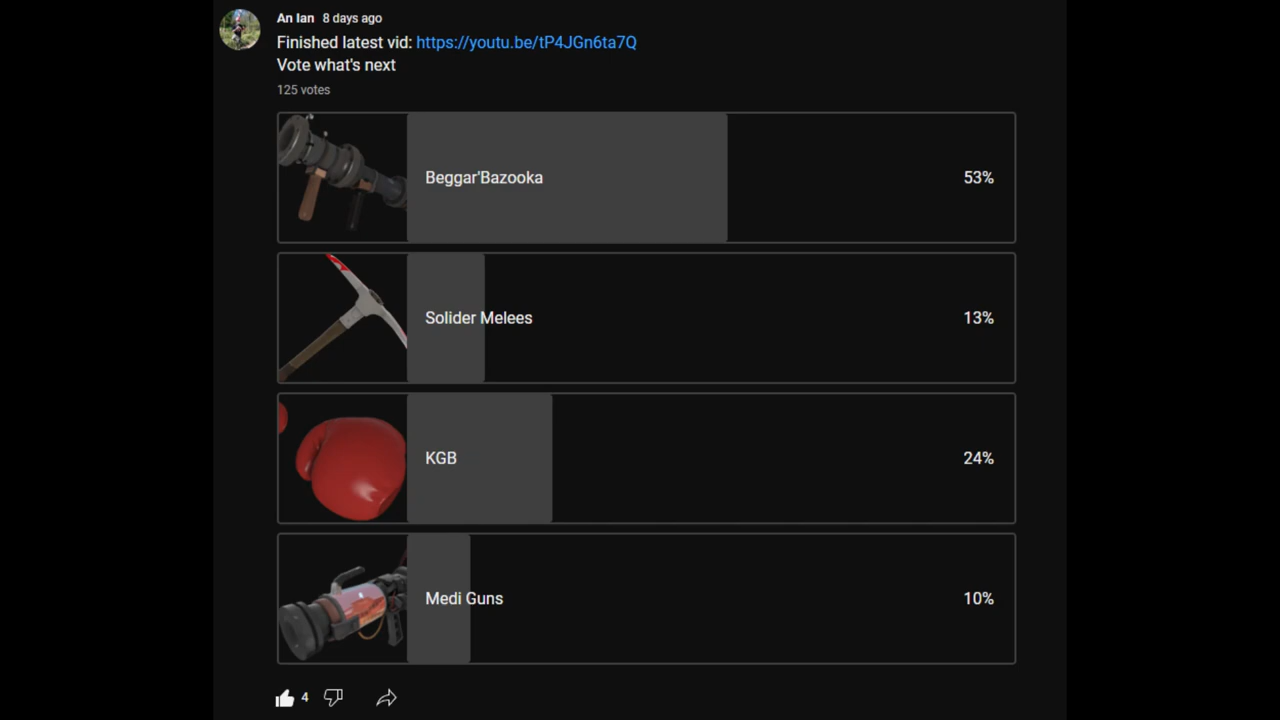 An Ian 8 days ago
Finished latest vid: https://youtu.be/tP4JGn6ta7Q
Vote what's next
125 votes
Beggar'Bazooka 53%
Solider Melees 13%
KGB 24%
Medi Guns 10%
4